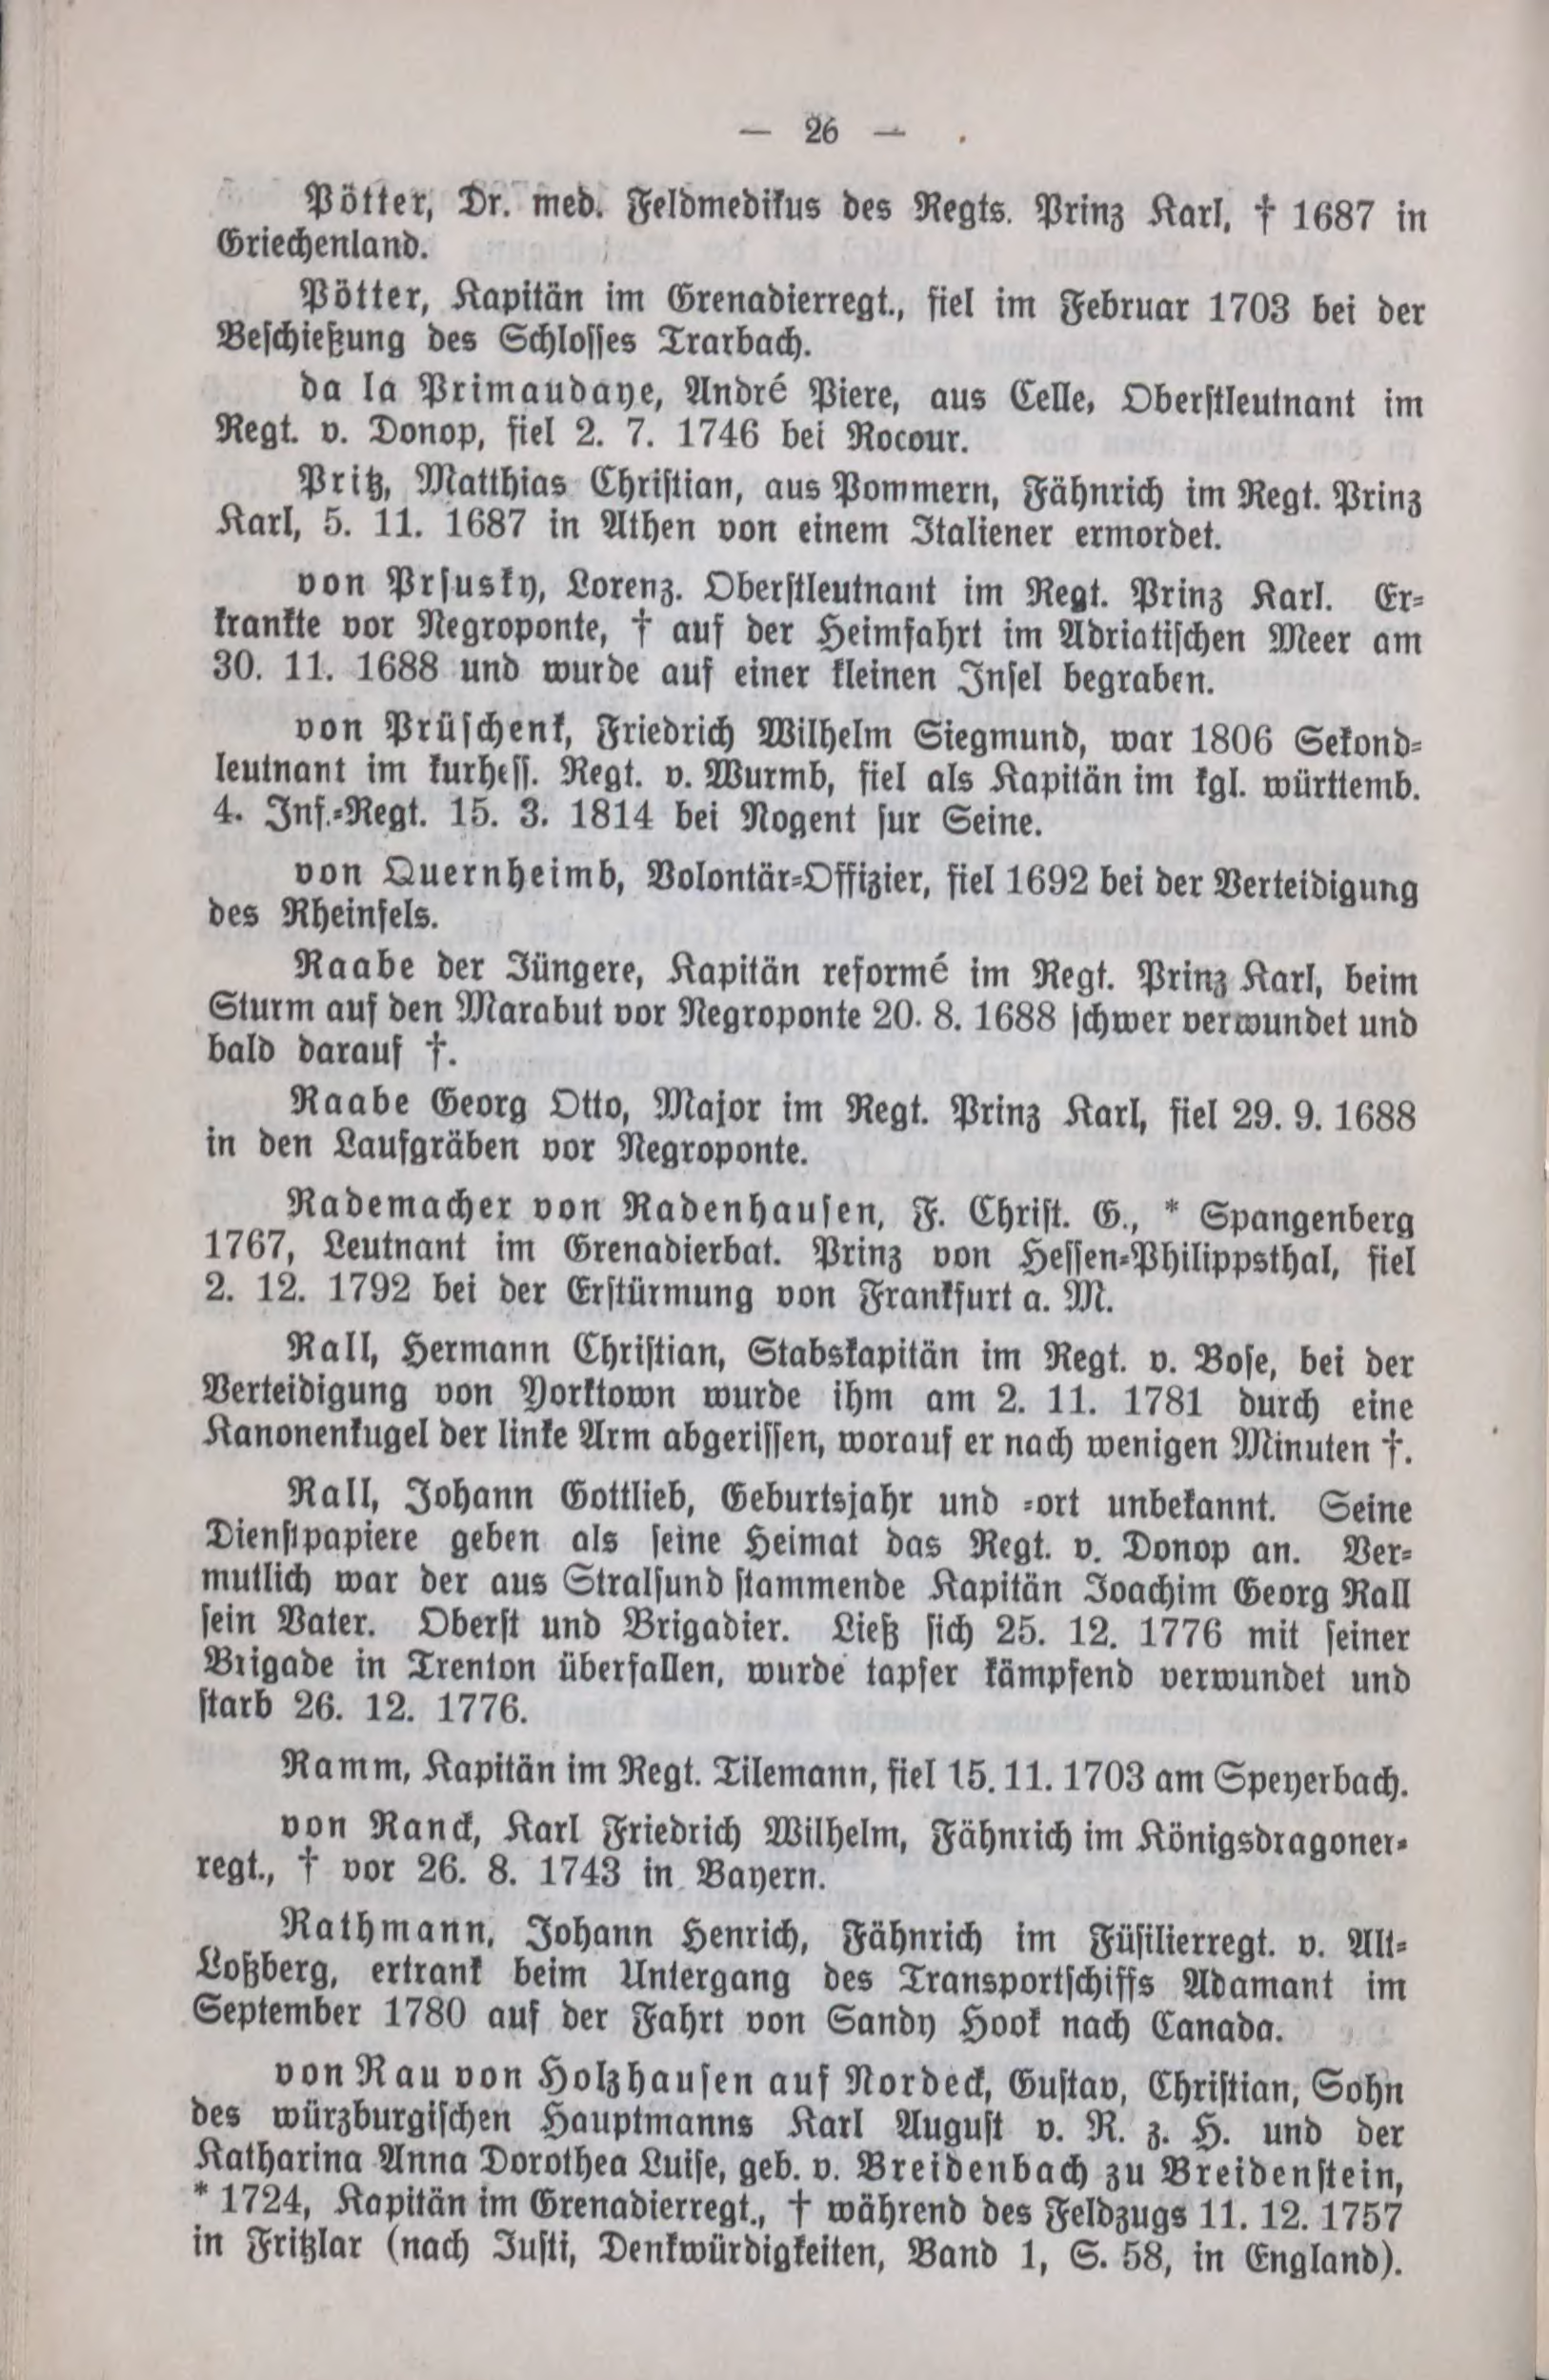 — 26 —
Pötter, Dr. med. Feldmedikus des Regts. Prinz Karl, † 1687 in
Griechenland.
Pötter, Kapitän im Grenadierregt., fiel im Februar 1703 bei der
Beschießung des Schlosses Trarbach.
da la Primaudaye, André Piere, aus Celle, Oberstleutnant im
Regt. v. Donop, fiel 2. 7. 1746 bei Rocour.
Pritz, Matthias Christian, aus Pommern, Fähnrich im Regt. Prinz
Karl, 5. 11. 1687 in Athen von einem Italiener ermordet.
von Prsusky, Lorenz. Oberstleutnant im Regt. Prinz Karl. Er-
krankte vor Negroponte, † auf der Heimfahrt im Adriatischen Meer am
30. 11. 1688 und wurde auf einer kleinen Insel begraben.
von Prüschenk, Friedrich Wilhelm Siegmund, war 1806 Sekond-
leutnant im kurhess. Regt. v. Wurmb, fiel als Kapitän im kgl. württemb.
4. Inf.-Regt. 15. 3. 1814 bei Nogent sur Seine.
von Quernheimb, Volontär-Offizier, fiel 1692 bei der Verteidigung
des Rheinfels.
Raabe der Jüngere, Kapitän reformé im Regt. Prinz Karl, beim
Sturm auf den Marabut vor Negroponte 20. 8. 1688 schwer verwundet und
bald darauf †.
Raabe Georg Otto, Major im Regt. Prinz Karl, fiel 29. 9. 1688
in den Laufgräben vor Negroponte.
Rademacher von Radenhausen, F. Christ. G., * Spangenberg
1767, Leutnant im Grenadierbat. Prinz von Hessen-Philippsthal, fiel
2. 12. 1792 bei der Erstürmung von Frankfurt a. M.
Rall, Hermann Christian, Stabskapitän im Regt. v. Bose, bei der
Verteidigung von Yorktown wurde ihm am 2. 11. 1781 durch eine
Kanonenkugel der linke Arm abgerissen, worauf er nach wenigen Minuten †.
Rall, Johann Gottlieb, Geburtsjahr und -ort unbekannt. Seine
Dienstpapiere geben als seine Heimat das Regt. v. Donop an. Ver-
mutlich war der aus Stralsund stammende Kapitän Joachim Georg Rall
sein Vater. Oberst und Brigadier. Ließ sich 25. 12. 1776 mit seiner
Brigade in Trenton überfallen, wurde tapfer kämpfend verwundet und
starb 26. 12. 1776.
Ramm, Kapitän im Regt. Tilemann, fiel 15. 11. 1703 am Speyerbach.
von Ranck, Karl Friedrich Wilhelm, Fähnrich im Königsdragoner-
regt., † vor 26. 8. 1743 in Bayern.
Rathmann, Johann Henrich, Fähnrich im Füsilierregt. v. Alt-
Loßberg, ertrank beim Untergang des Transportschiffs Adamant im
September 1780 auf der Fahrt von Sandy Hook nach Canada.
von Rau von Holzhausen auf Nordeck, Gustav, Christian, Sohn
des würzburgischen Hauptmanns Karl August v. R. z. H. und der
Katharina Anna Dorothea Luise, geb. v. Breidenbach zu Breidenstein,
* 1724, Kapitän im Grenadierregt., † während des Feldzugs 11. 12. 1757
in Fritzlar (nach Justi, Denkwürdigkeiten, Band 1, S. 58, in England).